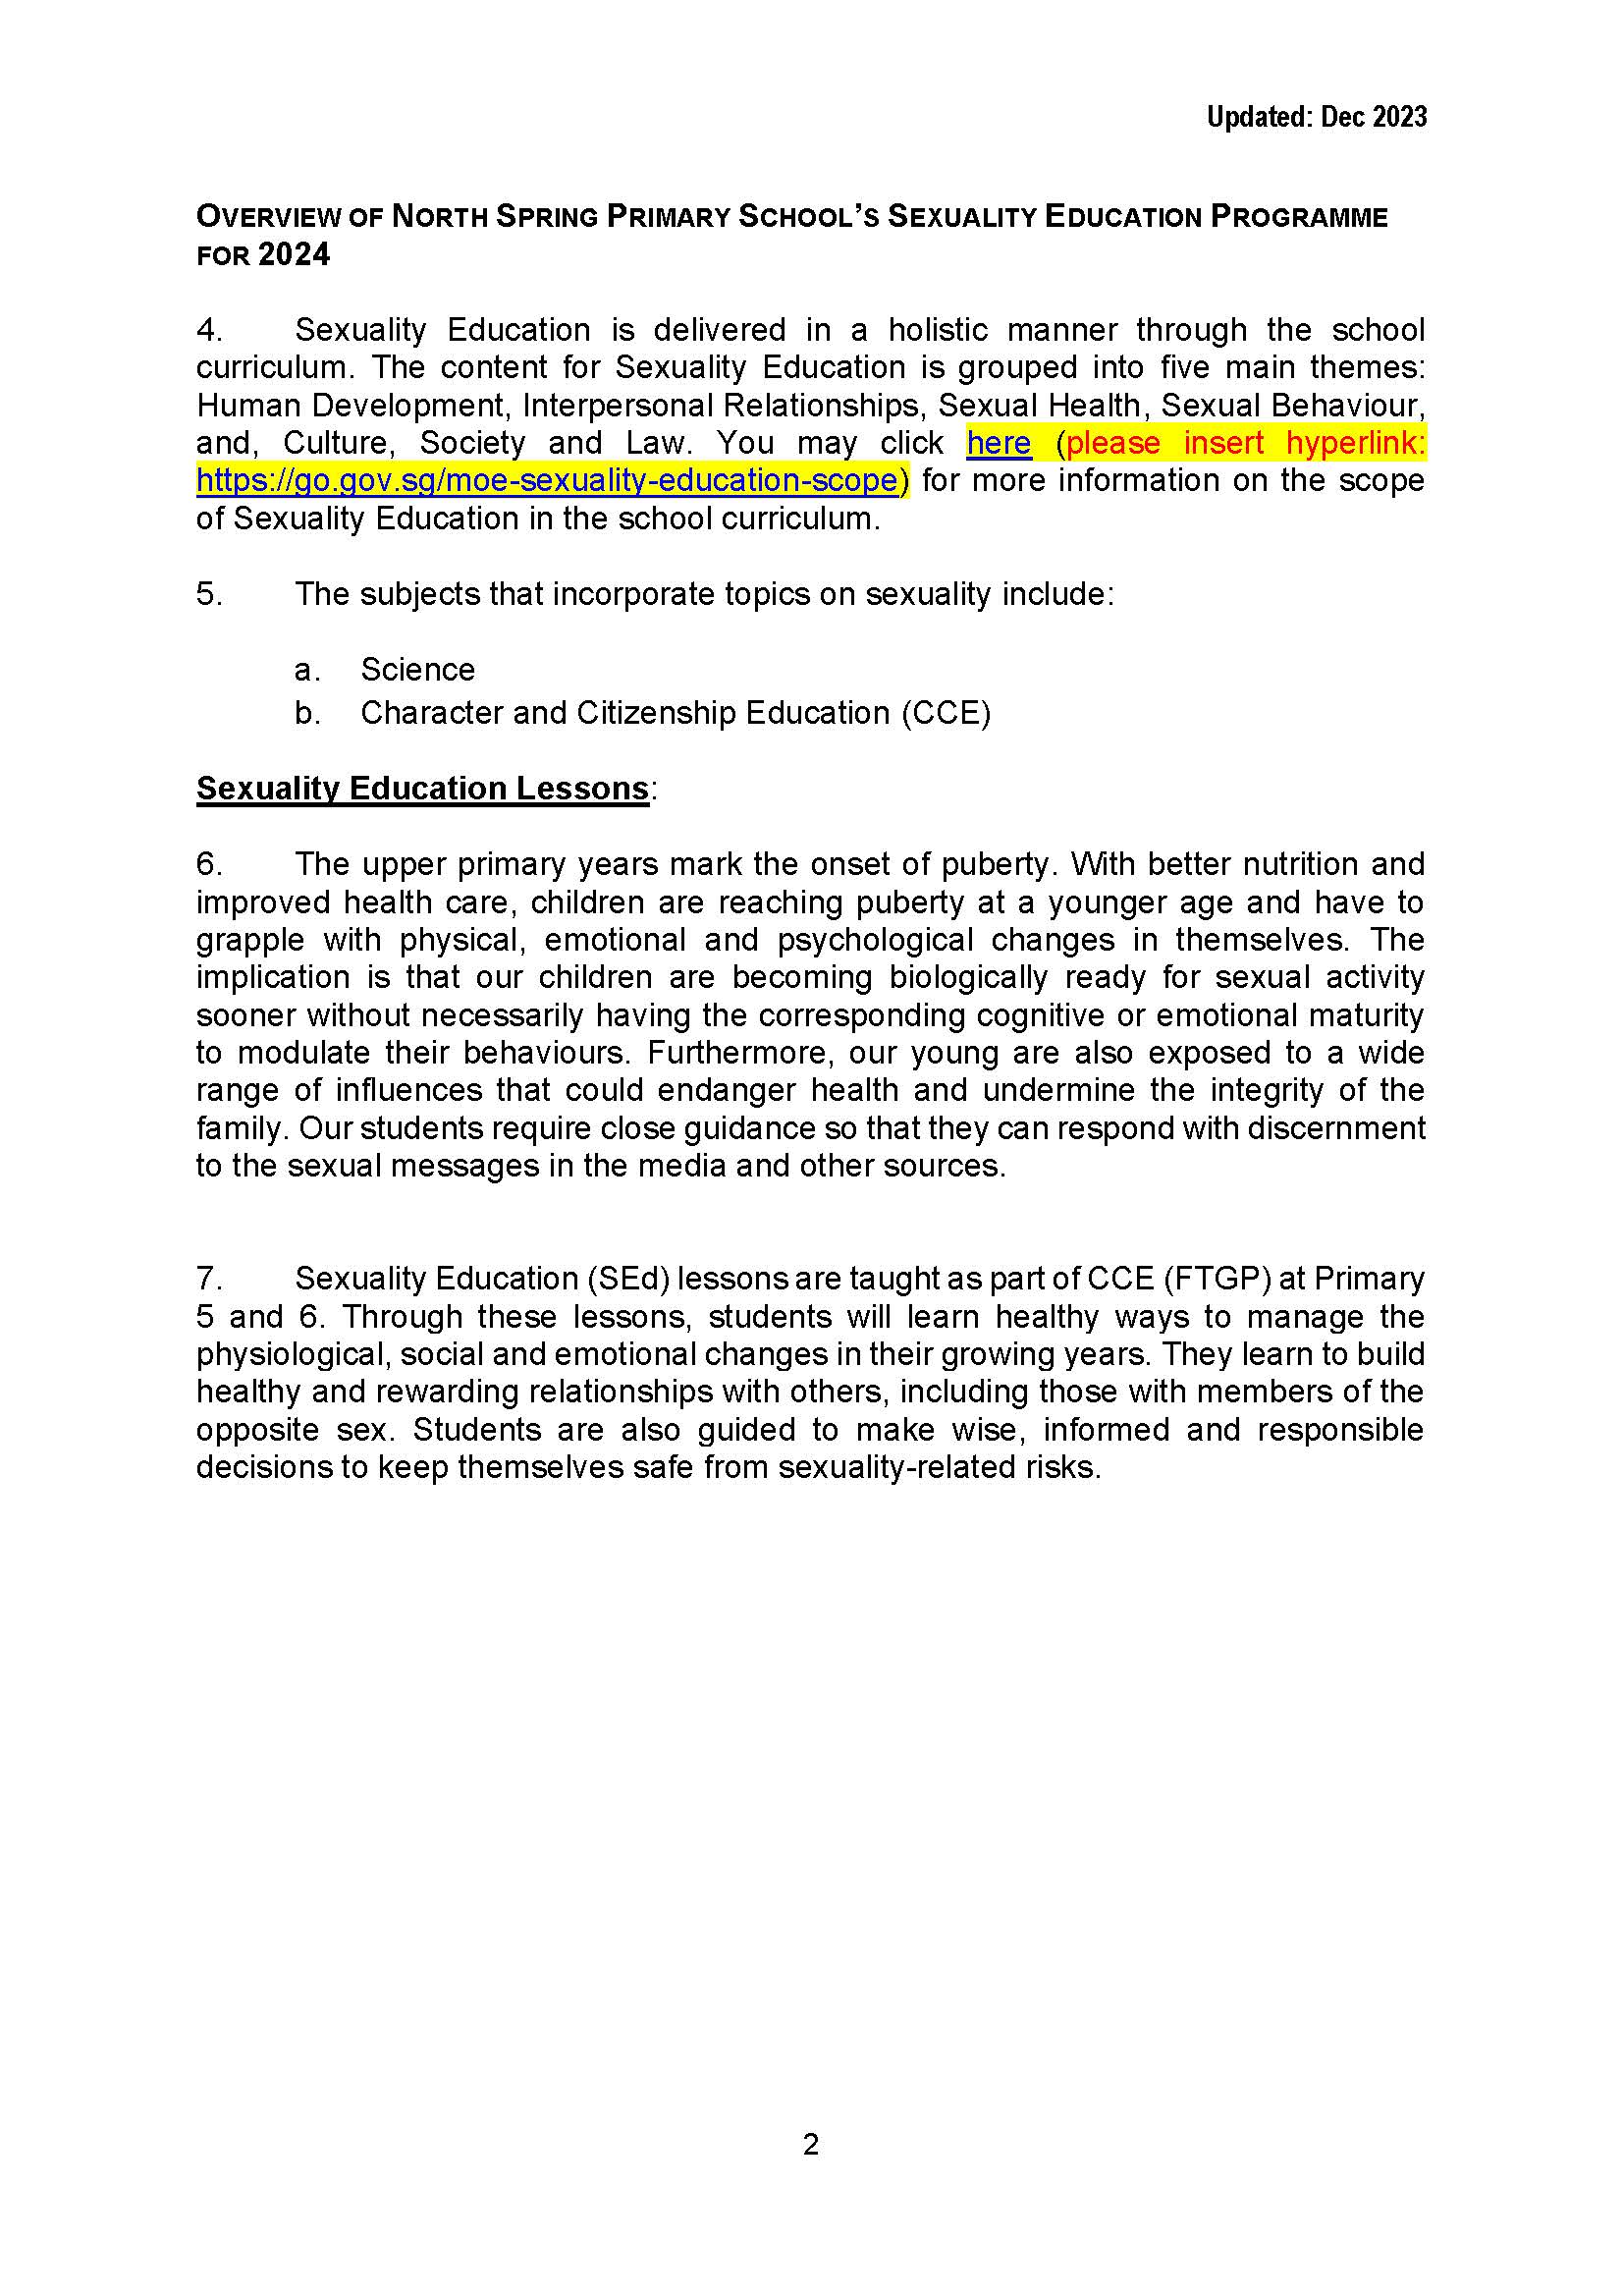 Updated: Dec 2023
OVERVIEW OF NORTH SPRING PRIMARY SCHOOL’S SEXUALITY EDUCATION PROGRAMME
FOR 2024
4. Sexuality Education is delivered in a holistic manner through the school
curriculum. The content for Sexuality Education is grouped into five main themes:
Human Development, Interpersonal Relationships, Sexual Health, Sexual Behaviour,
and, Culture, Society and Law. You may click here (please insert hyperlink:
https://go.gov.sg/moe-sexuality-education-scope) for more information on the scope
of Sexuality Education in the school curriculum.
5. The subjects that incorporate topics on sexuality include:
a. Science
b. Character and Citizenship Education (CCE)
Sexuality Education Lessons:
6. The upper primary years mark the onset of puberty. With better nutrition and
improved health care, children are reaching puberty at a younger age and have to
grapple with physical, emotional and psychological changes in themselves. The
implication is that our children are becoming biologically ready for sexual activity
sooner without necessarily having the corresponding cognitive or emotional maturity
to modulate their behaviours. Furthermore, our young are also exposed to a wide
range of influences that could endanger health and undermine the integrity of the
family. Our students require close guidance so that they can respond with discernment
to the sexual messages in the media and other sources.
7. Sexuality Education (SEd) lessons are taught as part of CCE (FTGP) at Primary
5 and 6. Through these lessons, students will learn healthy ways to manage the
physiological, social and emotional changes in their growing years. They learn to build
healthy and rewarding relationships with others, including those with members of the
opposite sex. Students are also guided to make wise, informed and responsible
decisions to keep themselves safe from sexuality-related risks.
2